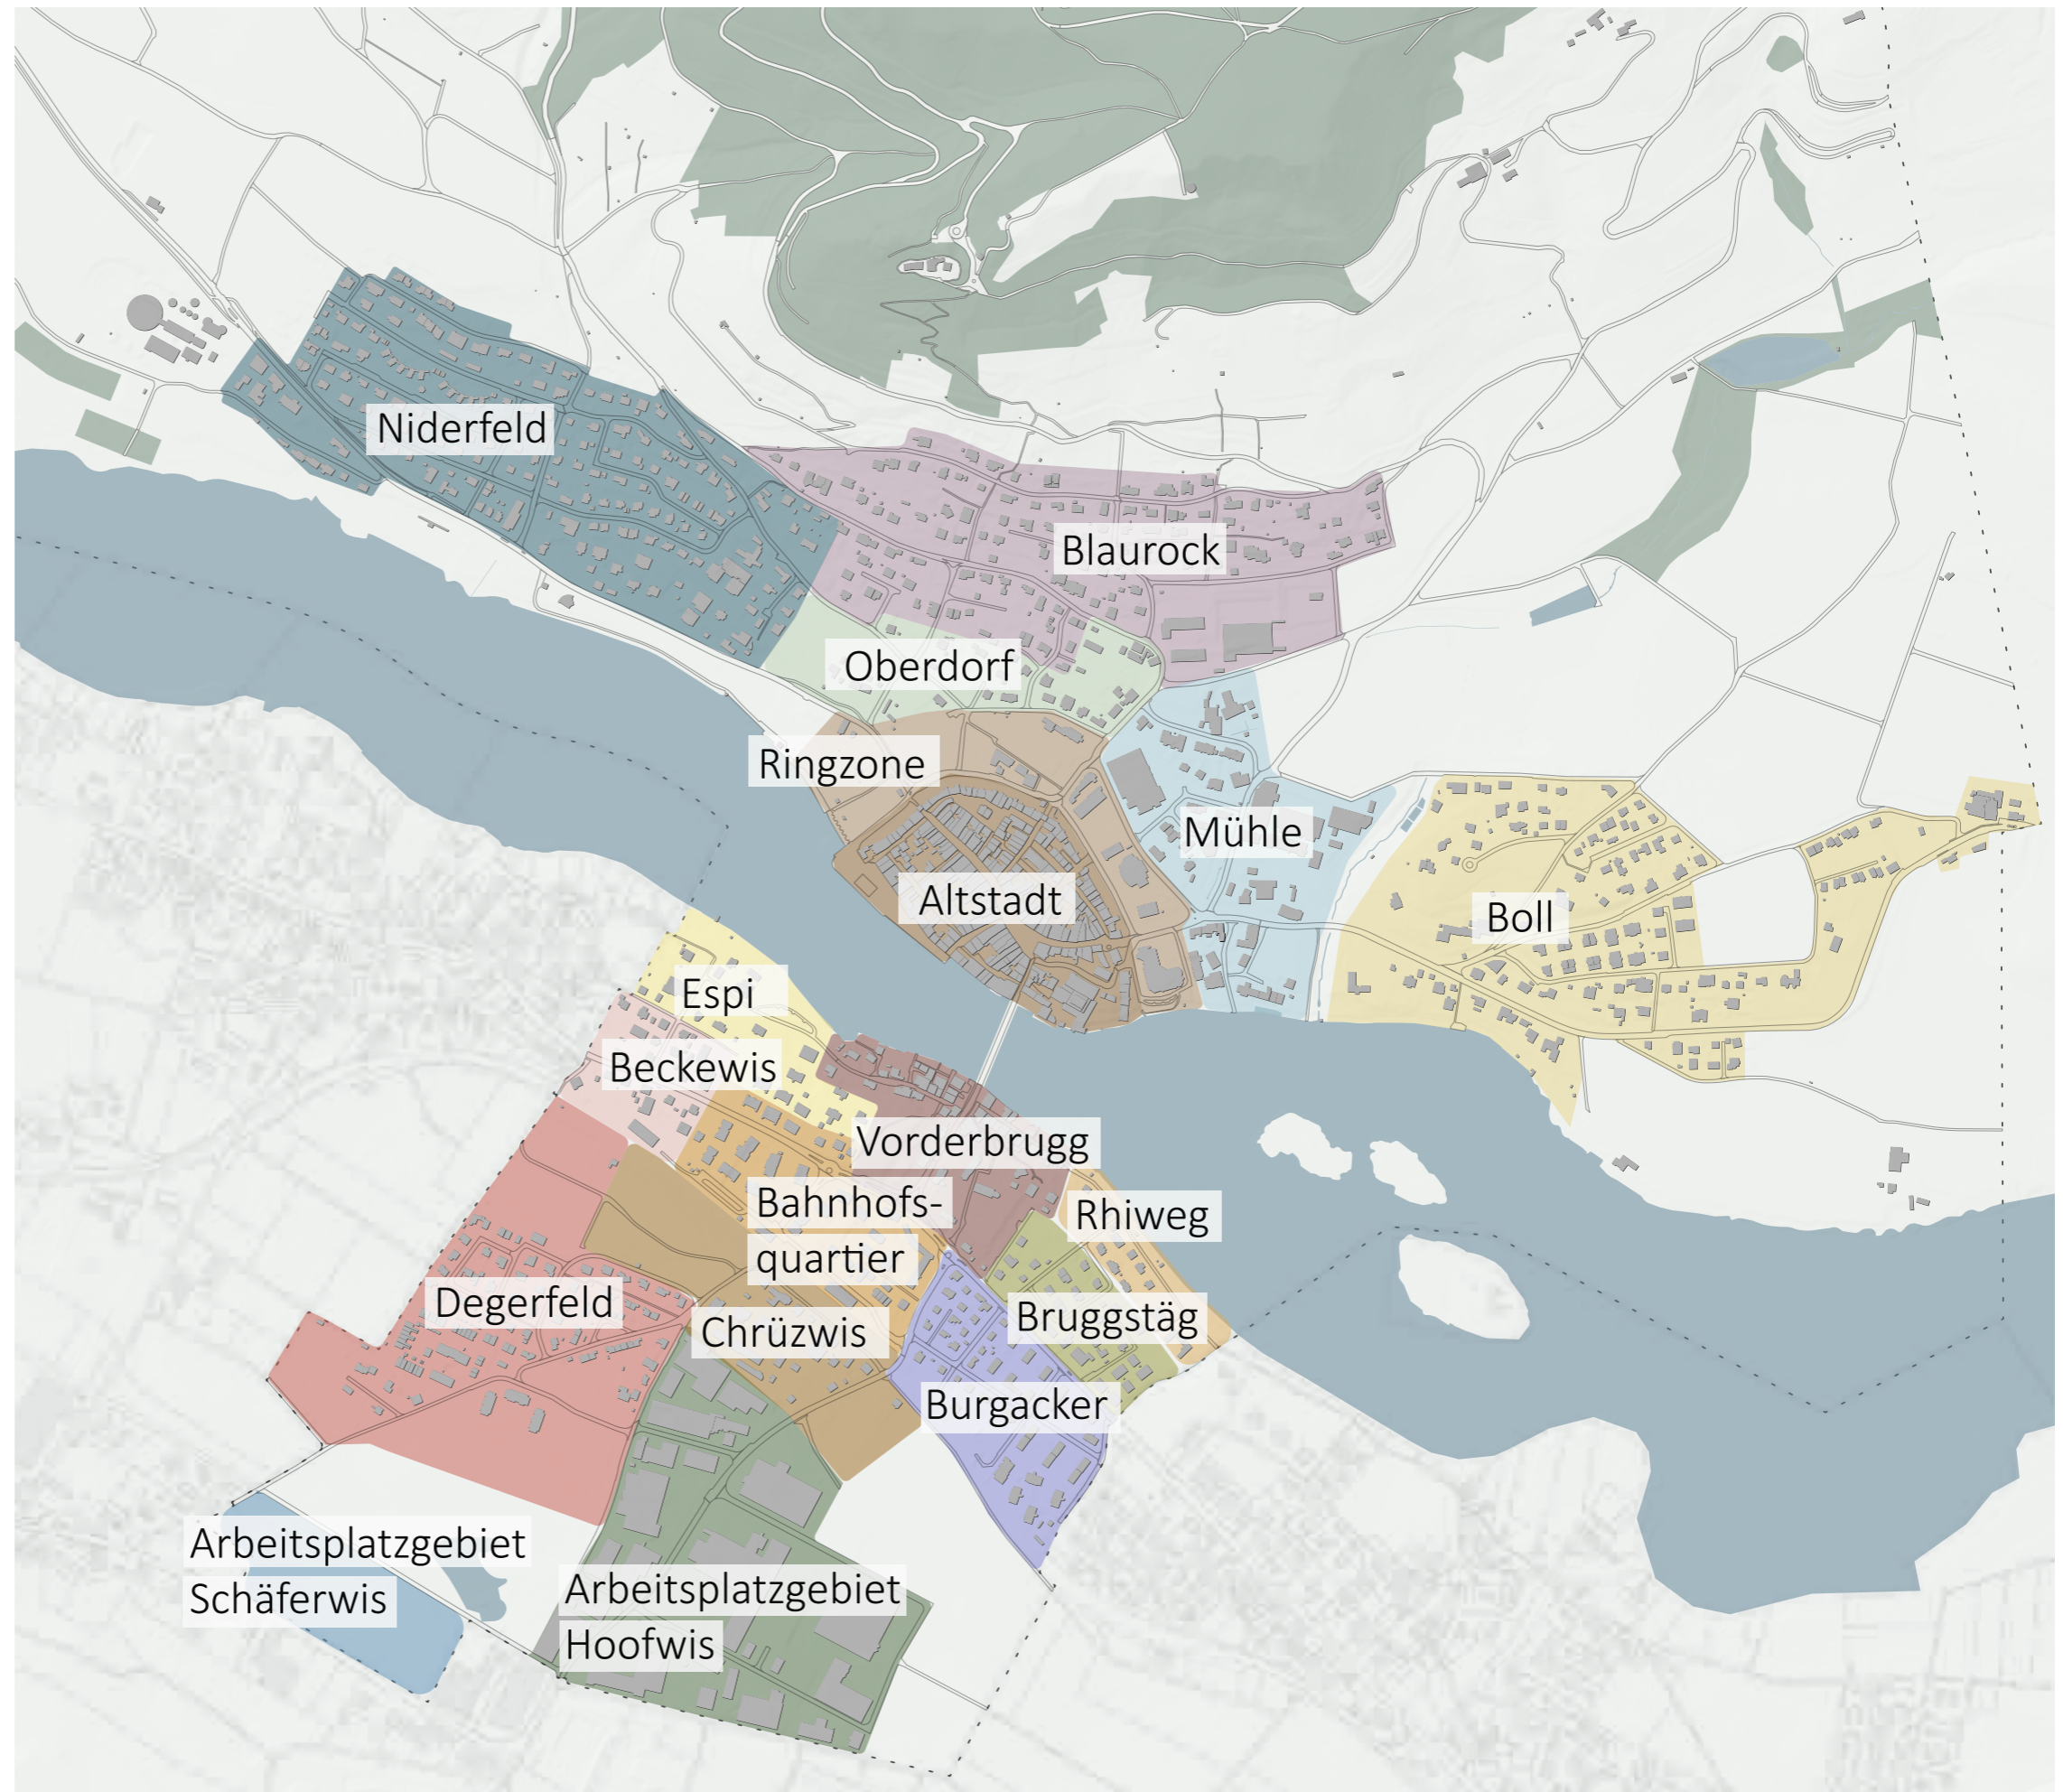 Niderfeld
Blaurock
Oberdorf
Ringzone
Mühle
Altstadt
Boll
Espi
Beckewis
Vorderbrugg
Bahnhofs-
quartier
Rhiweg
Degerfeld
Chrüzwis
Bruggstäg
Burgacker
Arbeitsplatzgebiet
Schäferwis
Arbeitsplatzgebiet
Hoofwis